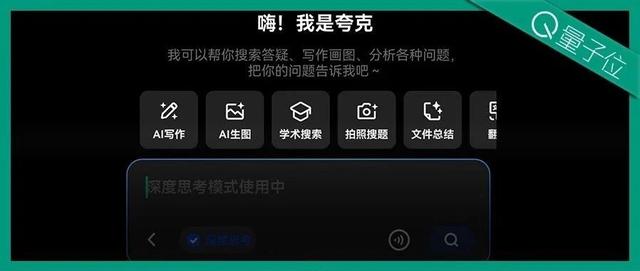 嗨！我是夸克
量子位
我可以帮你搜索答疑、写作画图、分析各种问题，
把你的问题告诉我吧～
AI写作
AI生图
学术搜索
拍照搜题
文件总结
翻
深度思考模式使用中
深度思考